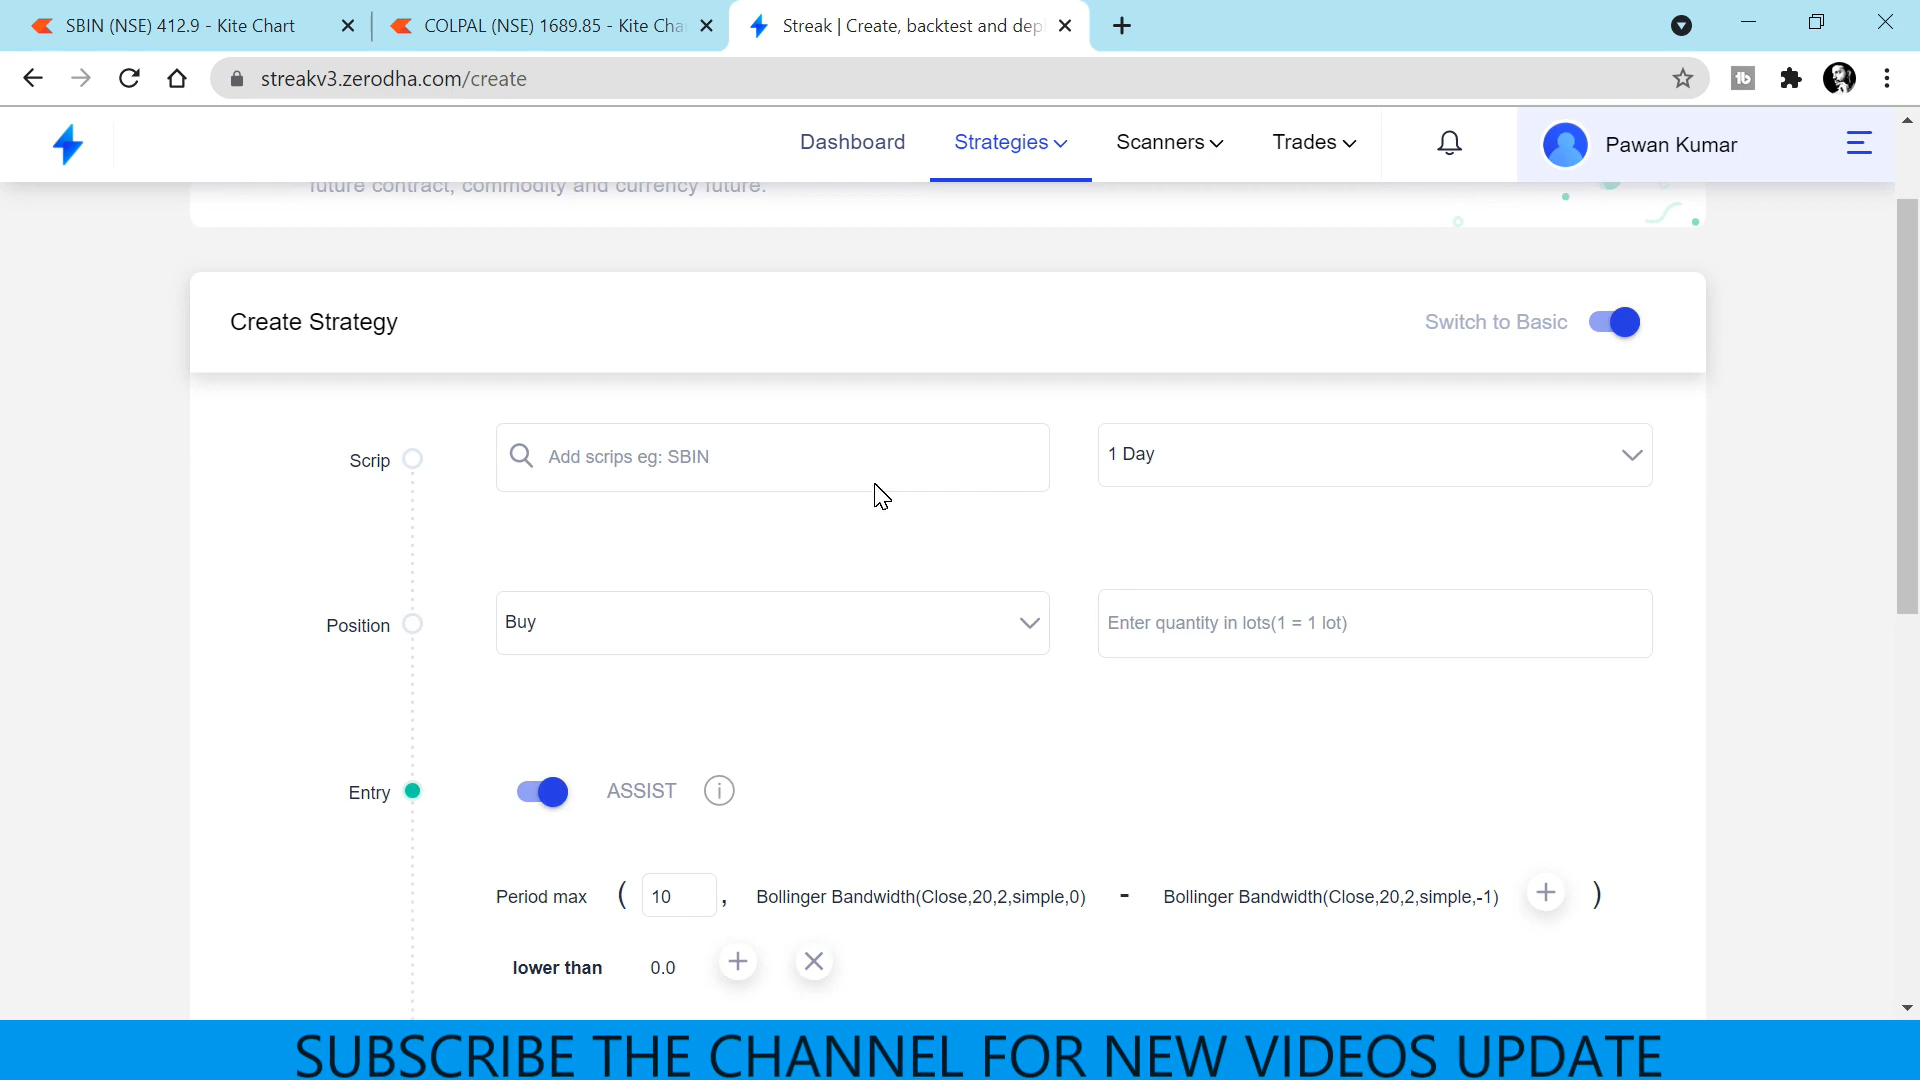 SBIN (NSE) 412.9 - Kite Chart
COLPAL (NSE) 1689.85 - Kite Cha
Streak | Create, backtest and dep
streakv3.zerodha.com/create
Dashboard
Strategies
Scanners
Trades
Pawan Kumar
future contract, commodity and currency future.
Create Strategy
Switch to Basic
Scrip
Add scrips eg: SBIN
1 Day
Position
Buy
Enter quantity in lots(1 = 1 lot)
Entry
ASSIST
Period max ( 10 , Bollinger Bandwidth(Close,20,2,simple,0) - Bollinger Bandwidth(Close,20,2,simple,-1) + )
lower than 0.0
SUBSCRIBE THE CHANNEL FOR NEW VIDEOS UPDATE